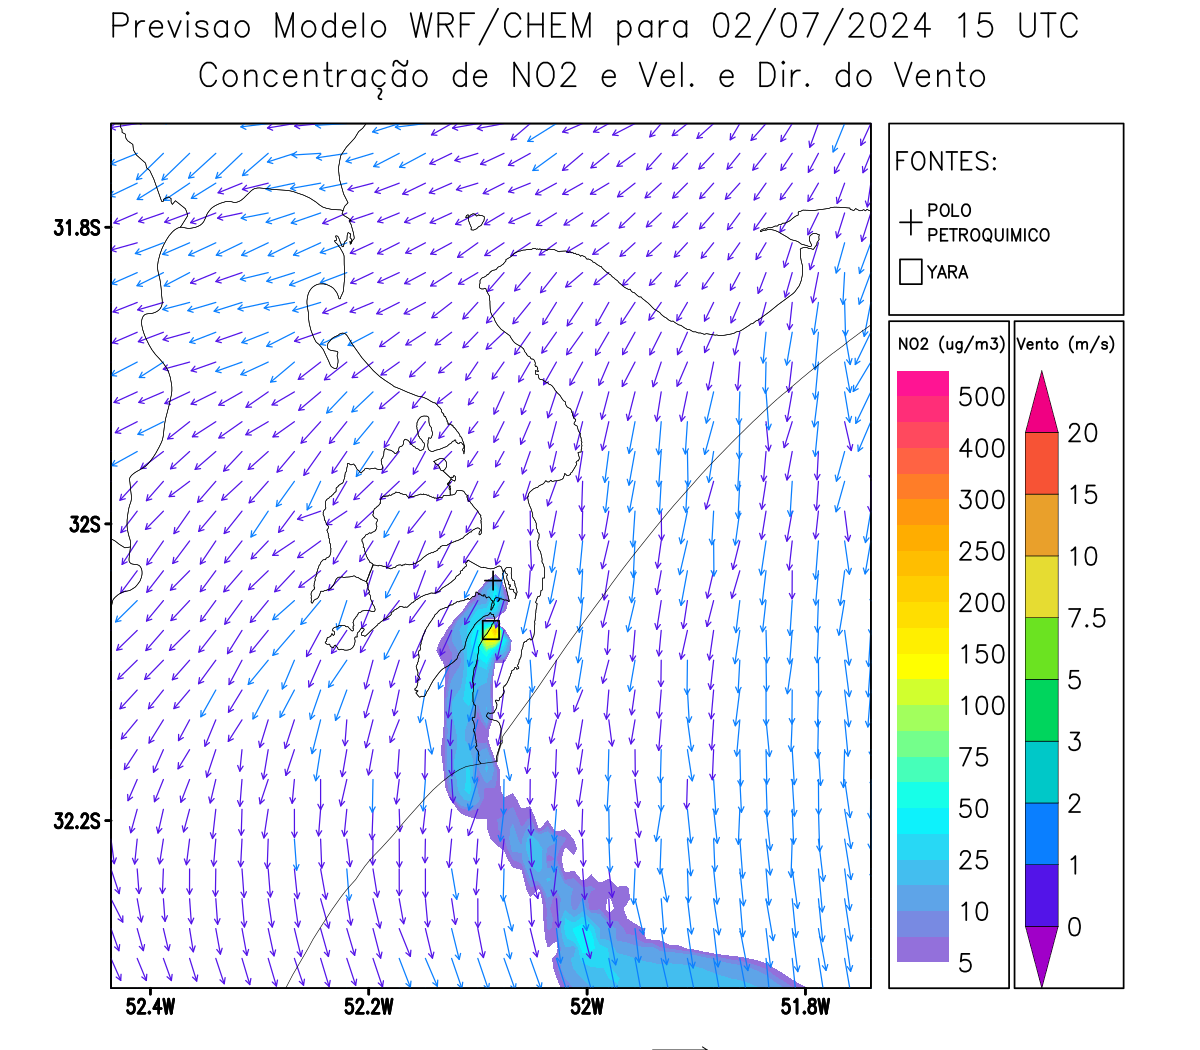 Previsao Modelo WRF/CHEM para 02/07/2024 15 UTC
Concentração de NO2 e Vel. e Dir. do Vento
FONTES:
POLO
PETROQUIMICO
YARA
31.8S
32S
32.2S
52.4W
52.2W
52W
51.8W
NO2 (ug/m3)
500
400
300
250
200
150
100
75
50
25
10
5
Vento (m/s)
20
15
10
7.5
5
3
2
1
0